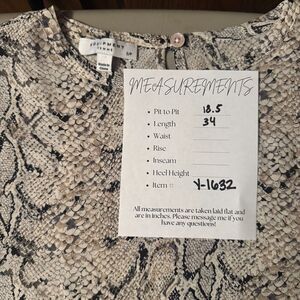 EQUIPMENT
FEMME
MEASUREMENTS
• Pit to Pit 18.5
• Length 34
• Waist
• Rise
• Inseam
• Heel Height
• Item # Y-1632
All measurements are taken laid flat and
are in inches. Please message me if you
have any questions!